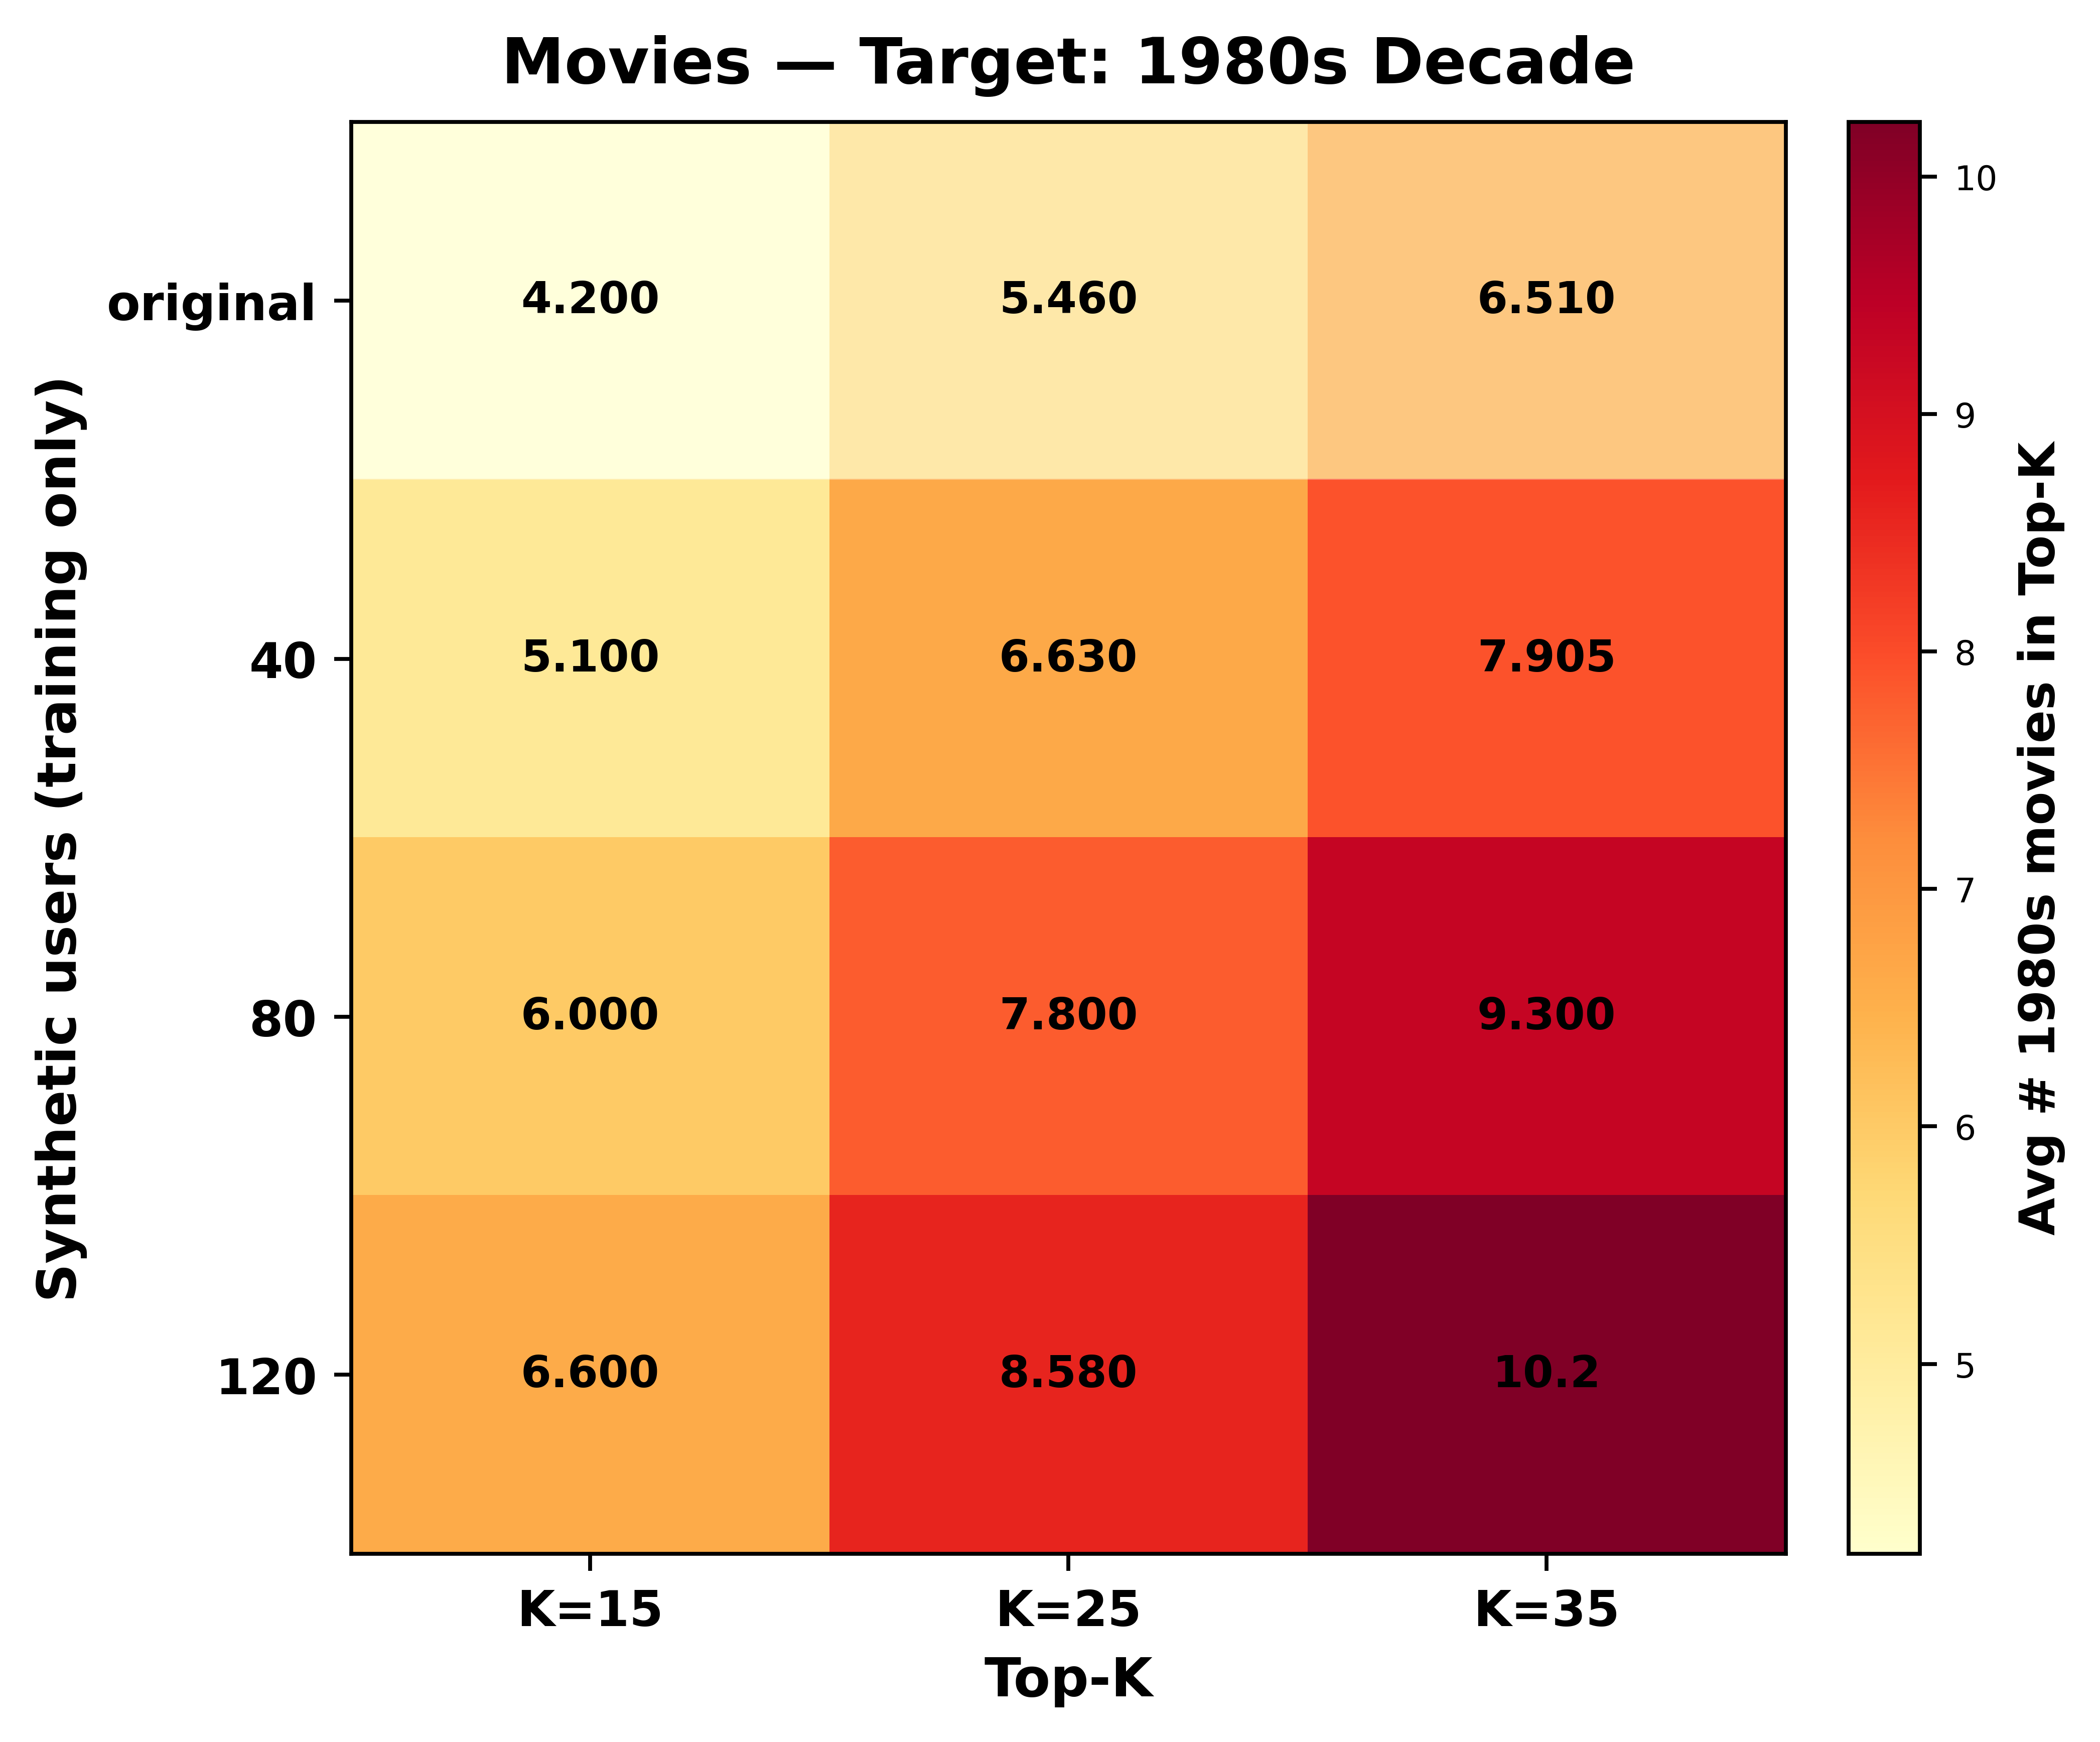 Movies — Target: 1980s Decade
Synthetic users (training only)
original
4.200 5.460 6.510
40
5.100 6.630 7.905
80
6.000 7.800 9.300
120
6.600 8.580 10.2
K=15 K=25 K=35
Top-K
10
9
8
7
6
5
Avg # 1980s movies in Top-K